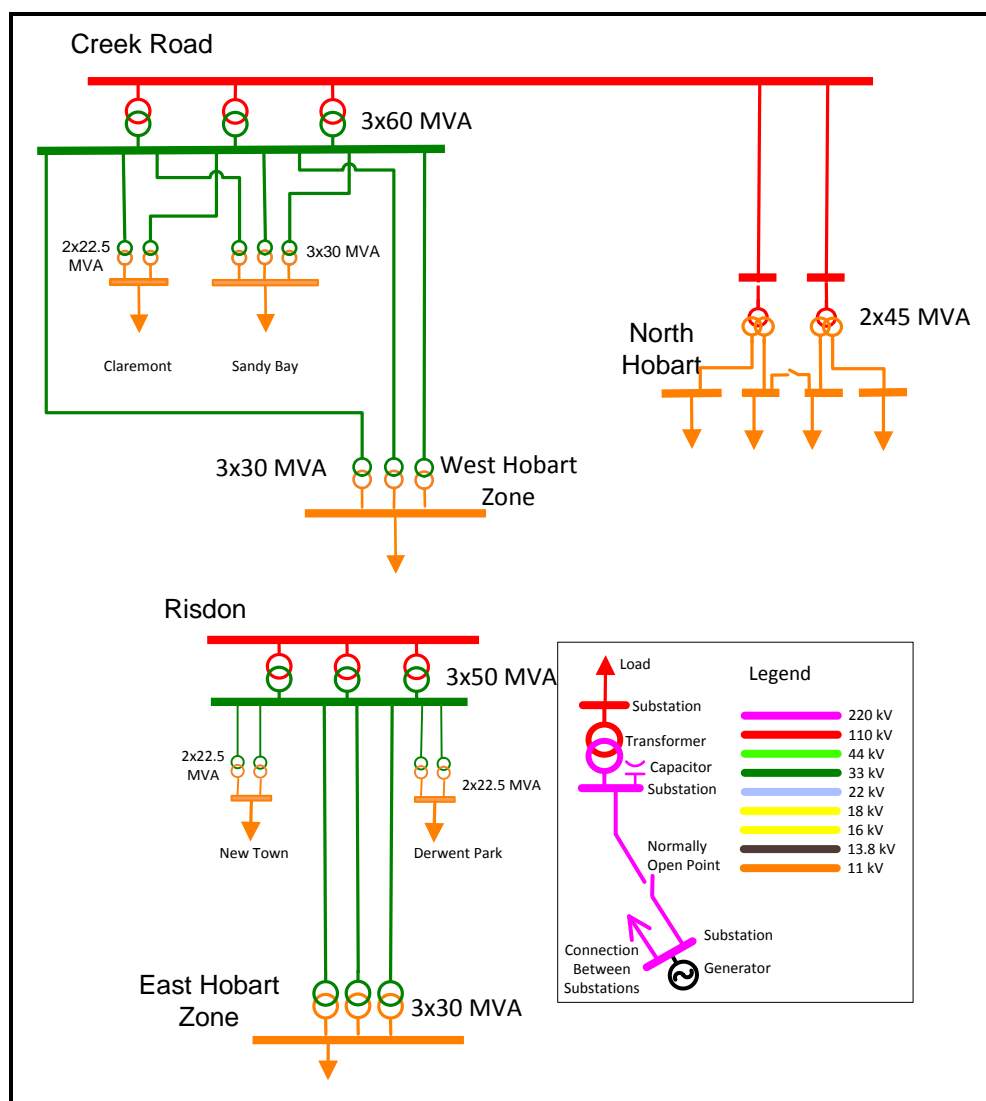 Creek Road
3x60 MVA
2x22.5
MVA
3x30 MVA
Claremont
Sandy Bay
North
Hobart
2x45 MVA
3x30 MVA
West Hobart
Zone
Risdon
3x50 MVA
2x22.5
MVA
2x22.5 MVA
New Town
Derwent Park
East Hobart
Zone
3x30 MVA
Load
Legend
Substation
Transformer
Capacitor
Substation
Normally
Open Point
Substation
Connection
Between
Substations
Generator
220 kV
110 kV
44 kV
33 kV
22 kV
18 kV
16 kV
13.8 kV
11 kV